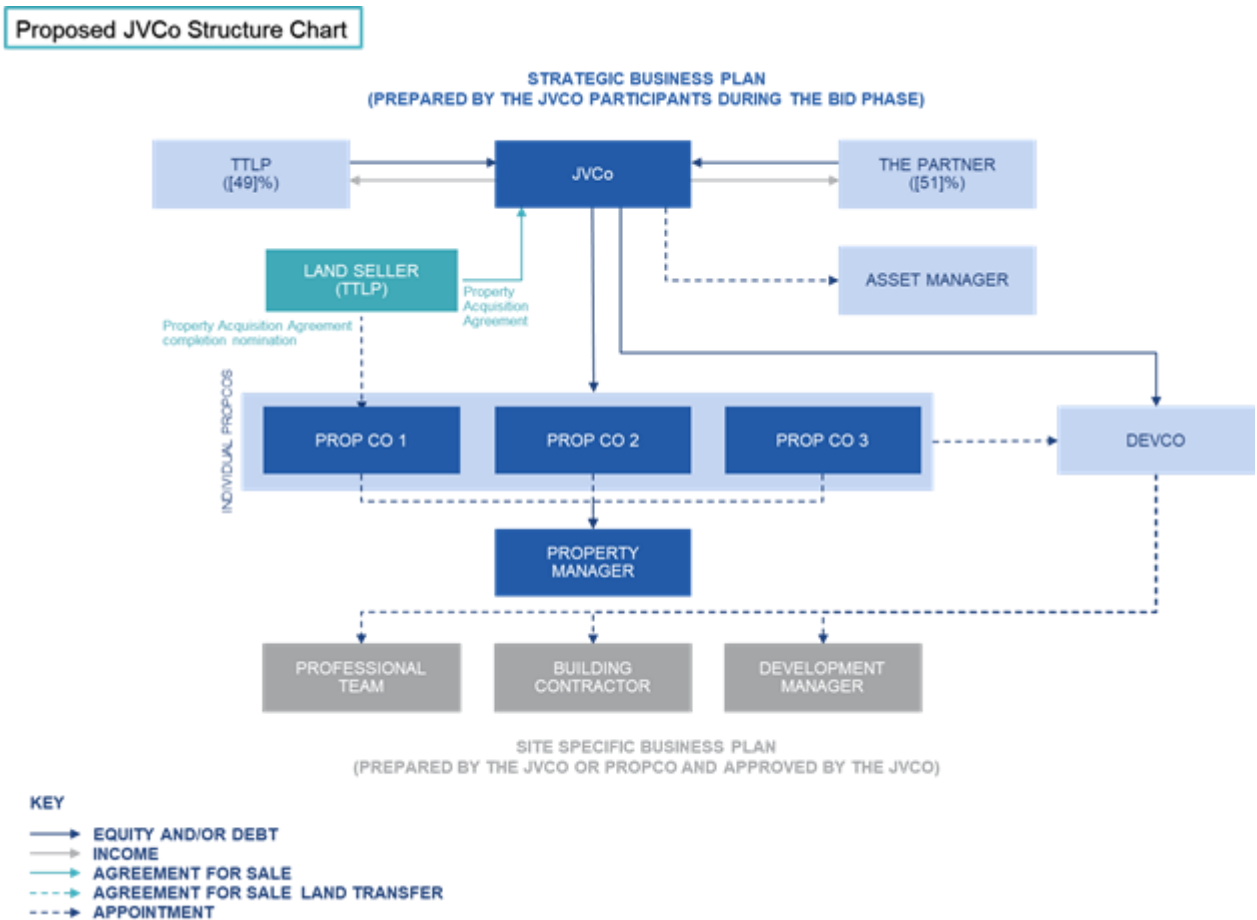 Proposed JVCo Structure Chart
STRATEGIC BUSINESS PLAN
(PREPARED BY THE JVCO PARTICIPANTS DURING THE BID PHASE)
TTLP
([49]%)
JVCo
THE PARTNER
([51]%)
LAND SELLER
(TTLP)
Property
Acquisition
Agreement
ASSET MANAGER
Property Acquisition Agreement
completion nomination
INDIVIDUAL PROPCOS
PROP CO 1
PROP CO 2
PROP CO 3
DEVCO
PROPERTY
MANAGER
PROFESSIONAL
TEAM
BUILDING
CONTRACTOR
DEVELOPMENT
MANAGER
SITE SPECIFIC BUSINESS PLAN
(PREPARED BY THE JVCO OR PROPCO AND APPROVED BY THE JVCO)
KEY
EQUITY AND/OR DEBT
INCOME
AGREEMENT FOR SALE
AGREEMENT FOR SALE LAND TRANSFER
APPOINTMENT